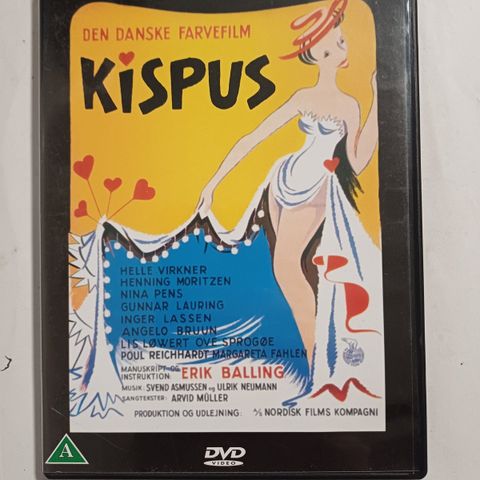 DEN DANSKE FARVEFILM
KISPUS
HELLE VIRKNER
HENNING MORITZEN
NINA PENS
GUNNAR LAURING
INGER LASSEN
ANGELO BRUUN
LIS LØWERT OVE SPROGØE
POUL REICHHARDT MARGARETA FAHLÉN
MANUSKRIPT OG
INSTRUKTION: ERIK BALLING
MUSIK: SVEND ASMUSSEN og ULRIK NEUMANN
SANGTEKSTER: ARVID MÜLLER
PRODUKTION OG UDLEJNING: A/S NORDISK FILMS KOMPAGNI
A
DVD
VIDEO